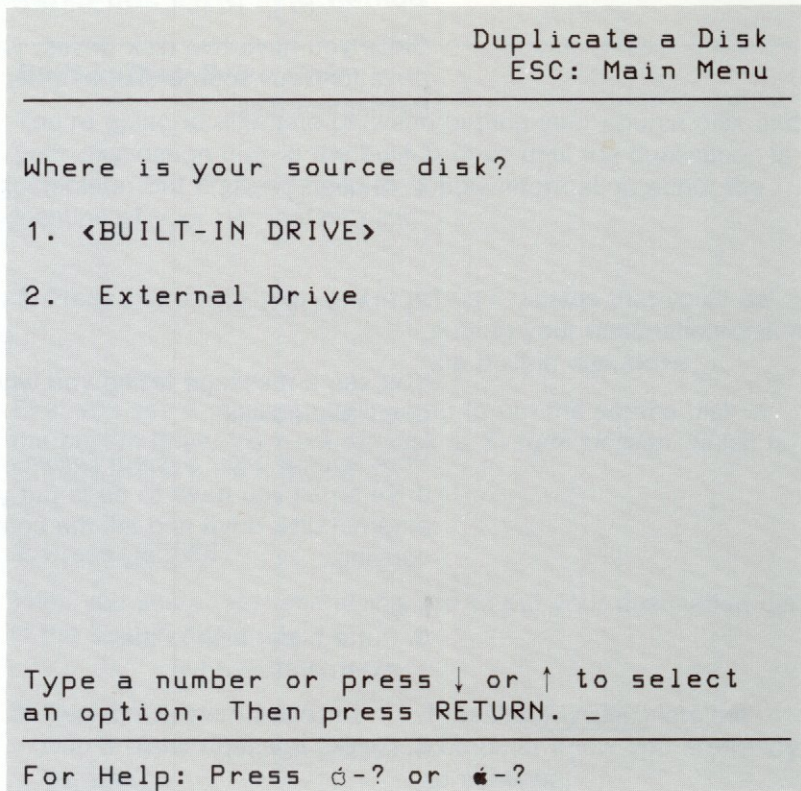 Duplicate a Disk
ESC: Main Menu
Where is your source disk?
1. <BUILT-IN DRIVE>
2. External Drive
Type a number or press ↓ or ↑ to select
an option. Then press RETURN. _
For Help: Press -? or -?